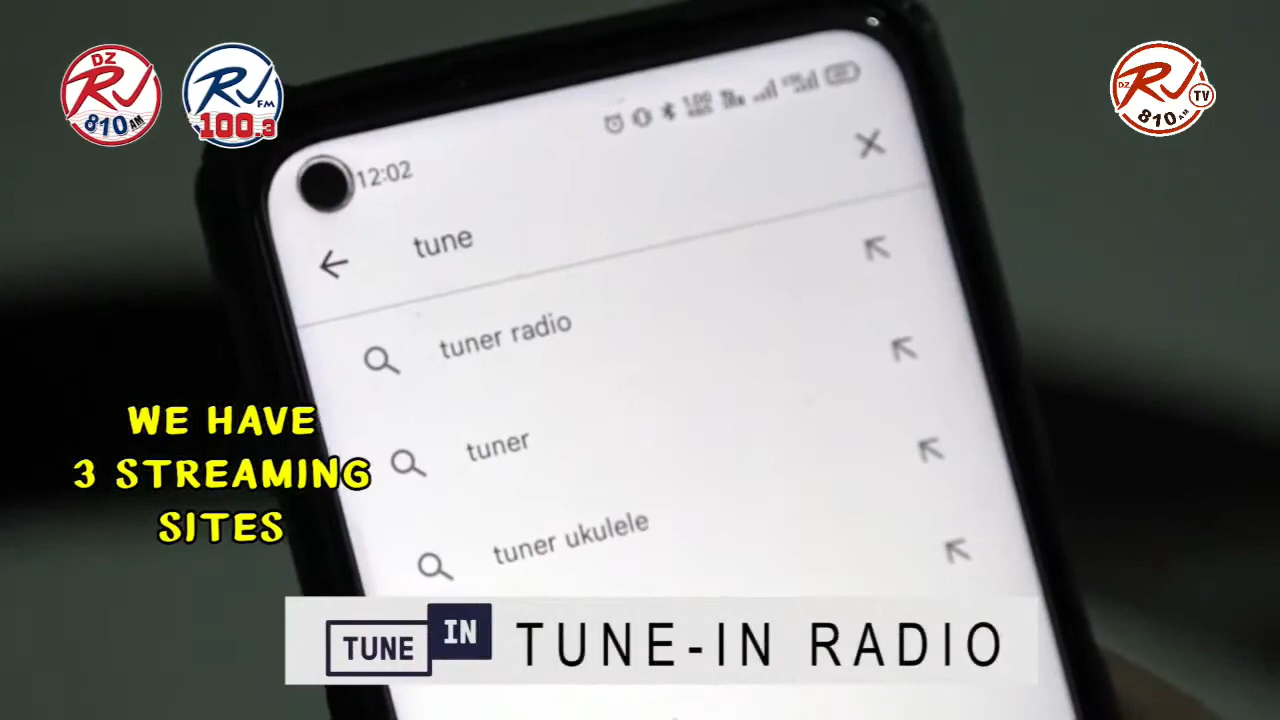 DZ
RJ
810 AM
RJ
FM
100.3
DZ RJ TV
810 AM
12:02
tune
tuner radio
tuner
tuner ukulele
WE HAVE
3 STREAMING
SITES
TUNE IN
TUNE-IN RADIO